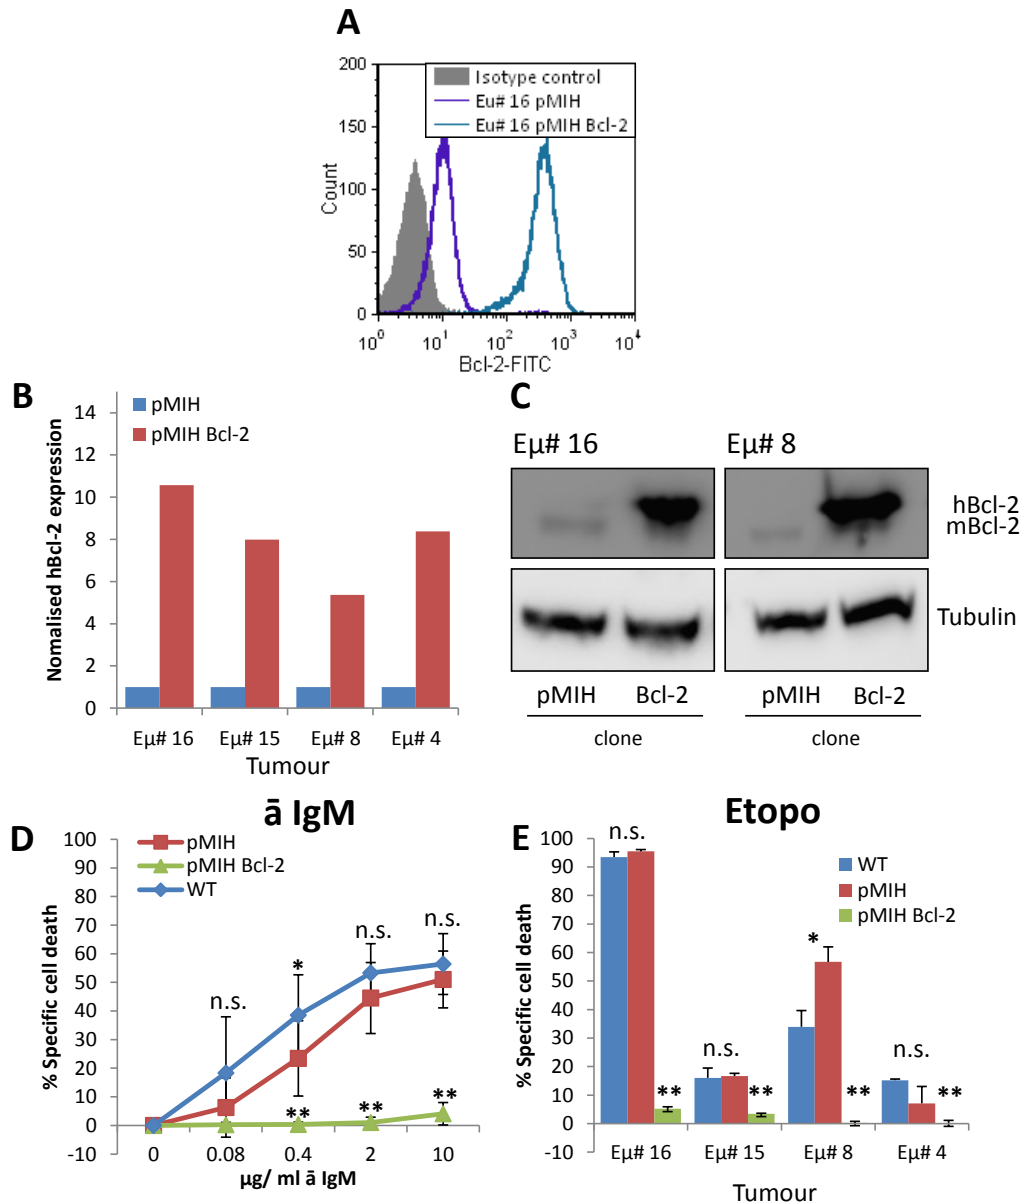 A
200
150
100
50
0
Count
Isotype control
Eu# 16 pMIH
Eu# 16 pMIH Bcl-2
10⁰ 10¹ 10² 10³ 10⁴
Bcl-2-FITC
B
pMIH
pMIH Bcl-2
14
12
10
8
6
4
2
0
Nomalised hBcl-2 expression
Eµ# 16 Eµ# 15 Eµ# 8 Eµ# 4
Tumour
C
Eµ# 16 Eµ# 8
hBcl-2
mBcl-2
Tubulin
pMIH Bcl-2 pMIH Bcl-2
clone clone
D
ā IgM
pMIH
pMIH Bcl-2
WT
100
90
80
70
60
50
40
30
20
10
0
-10
% Specific cell death
n.s. * n.s. n.s.
** ** **
0 0.08 0.4 2 10
µg/ ml ā IgM
E
Etopo
WT
pMIH
pMIH Bcl-2
100
90
80
70
60
50
40
30
20
10
0
-10
% Specific cell death
n.s. n.s. * n.s.
** ** ** **
Eµ# 16 Eµ# 15 Eµ# 8 Eµ# 4
Tumour